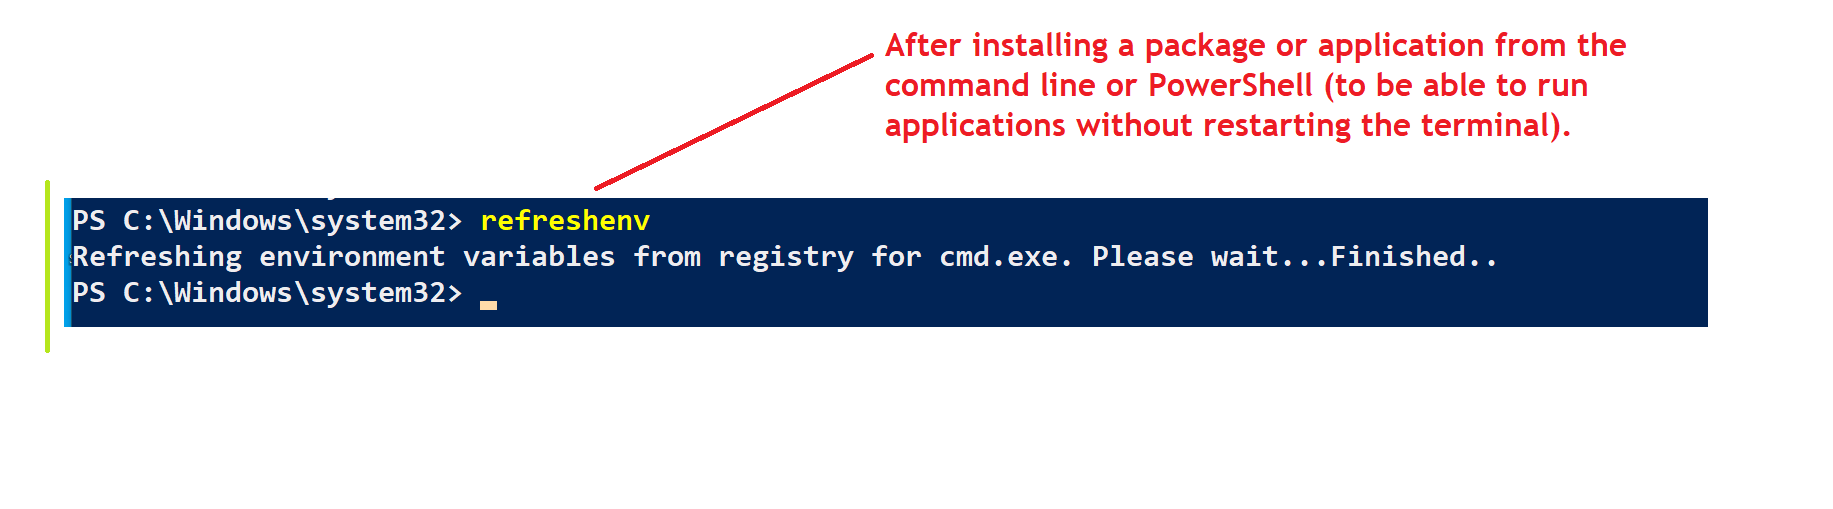 After installing a package or application from the
command line or PowerShell (to be able to run
applications without restarting the terminal).
PS C:\Windows\system32> refreshenv
Refreshing environment variables from registry for cmd.exe. Please wait...Finished..
PS C:\Windows\system32>